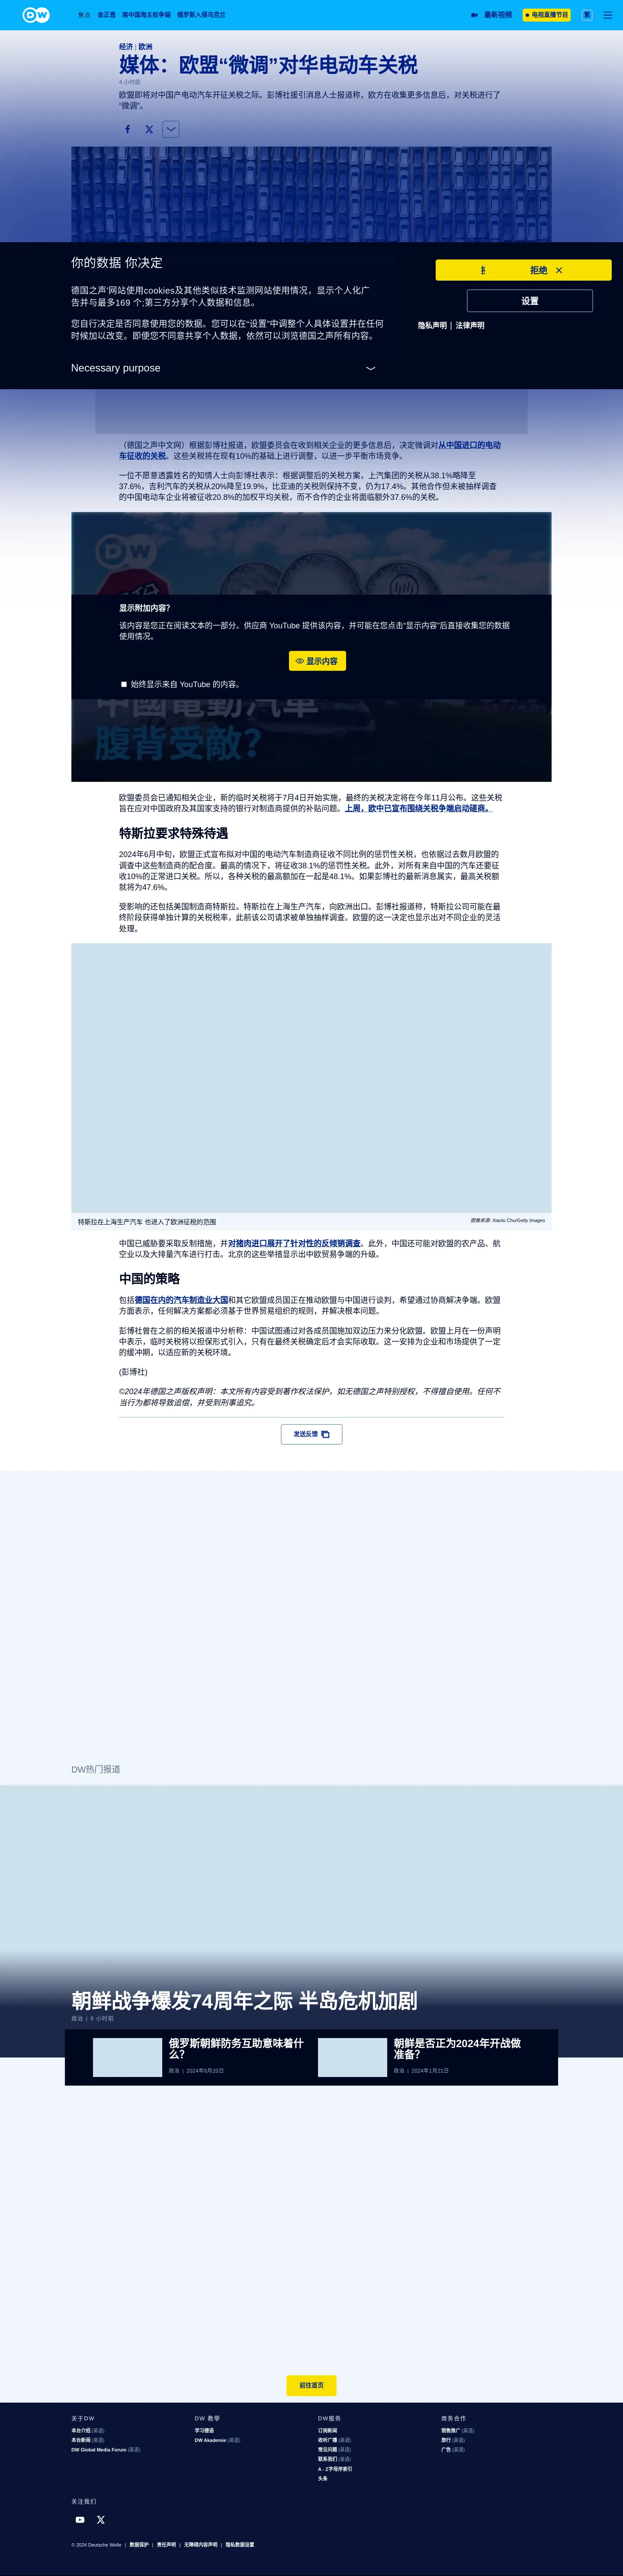 DW
焦点 金正恩 南中国海主权争端 俄罗斯入侵乌克兰 最新视频 电视直播节目 繁
经济 | 欧洲
媒体：欧盟“微调”对华电动车关税
4 小时前
欧盟即将对中国产电动汽车开征关税之际。彭博社援引消息人士报道称，欧方在收集更多信息后，对关税进行了
“微调”。
你的数据 你决定
拒绝
德国之声'网站使用cookies及其他类似技术监测网站使用情况，显示个人化广
告并与最多169 个;第三方分享个人数据和信息。
设置
您自行决定是否同意使用您的数据。您可以在“设置”中调整个人具体设置并在任何
时候加以改变。即便您不同意共享个人数据，依然可以浏览德国之声所有内容。
隐私声明 | 法律声明
Necessary purpose
（德国之声中文网）根据彭博社报道，欧盟委员会在收到相关企业的更多信息后，决定微调对从中国进口的电动
车征收的关税。这些关税将在现有10%的基础上进行调整，以进一步平衡市场竞争。
一位不愿意透露姓名的知情人士向彭博社表示：根据调整后的关税方案，上汽集团的关税从38.1%略降至
37.6%，吉利汽车的关税从20%降至19.9%，比亚迪的关税则保持不变，仍为17.4%。其他合作但未被抽样调查
的中国电动车企业将被征收20.8%的加权平均关税，而不合作的企业将面临额外37.6%的关税。
DW
显示附加内容？
该内容是您正在阅读文本的一部分。供应商 YouTube 提供该内容，并可能在您点击“显示内容”后直接收集您的数据
使用情况。
显示内容
始终显示来自 YouTube 的内容。
中國電動汽車
腹背受敵？
欧盟委员会已通知相关企业，新的临时关税将于7月4日开始实施，最终的关税决定将在今年11月公布。这些关税
旨在应对中国政府及其国家支持的银行对制造商提供的补贴问题。上周，欧中已宣布围绕关税争端启动磋商。
特斯拉要求特殊待遇
2024年6月中旬，欧盟正式宣布拟对中国的电动汽车制造商征收不同比例的惩罚性关税，也依据过去数月欧盟的
调查中这些制造商的配合度。最高的情况下，将征收38.1%的惩罚性关税。此外，对所有来自中国的汽车还要征
收10%的正常进口关税。所以，各种关税的最高额加在一起是48.1%。如果彭博社的最新消息属实，最高关税额
就将为47.6%。
受影响的还包括美国制造商特斯拉。特斯拉在上海生产汽车，向欧洲出口。彭博社报道称，特斯拉公司可能在最
终阶段获得单独计算的关税税率，此前该公司请求被单独抽样调查。欧盟的这一决定也显示出对不同企业的灵活
处理。
特斯拉在上海生产汽车 也进入了欧洲征税的范围
图像来源: Xiaolu Chu/Getty Images
中国已威胁要采取反制措施，并对猪肉进口展开了针对性的反倾销调查。此外，中国还可能对欧盟的农产品、航
空业以及大排量汽车进行打击。北京的这些举措显示出中欧贸易争端的升级。
中国的策略
包括德国在内的汽车制造业大国和其它欧盟成员国正在推动欧盟与中国进行谈判，希望通过协商解决争端。欧盟
方面表示，任何解决方案都必须基于世界贸易组织的规则，并解决根本问题。
彭博社曾在之前的相关报道中分析称：中国试图通过对各成员国施加双边压力来分化欧盟。欧盟上月在一份声明
中表示，临时关税将以担保形式引入，只有在最终关税确定后才会实际收取。这一安排为企业和市场提供了一定
的缓冲期，以适应新的关税环境。
(彭博社)
©2024年德国之声版权声明：本文所有内容受到著作权法保护，如无德国之声特别授权，不得擅自使用。任何不
当行为都将导致追偿，并受到刑事追究。
发送反馈
DW热门报道
朝鲜战争爆发74周年之际 半岛危机加剧
政治 | 6 小时前
俄罗斯朝鲜防务互助意味着什
么？
政治 | 2024年6月20日
朝鲜是否正为2024年开战做
准备？
政治 | 2024年1月21日
前往首页
关于DW
本台介绍 (英语)
本台新闻 (英语)
DW Global Media Forum (英语)
DW 教學
学习德语
DW Akademie (英语)
DW服务
订阅新闻
收听广播 (英语)
常见问题 (英语)
联系我们 (英语)
A - Z字母序索引
头条
商务合作
销售推广 (英语)
旅行 (英语)
广告 (英语)
关注我们
© 2024 Deutsche Welle | 数据保护 | 责任声明 | 无障碍内容声明 | 隐私数据设置